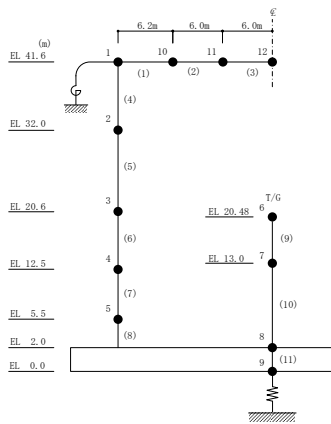 ℄
6.2m 6.0m 6.0m
(m)
EL 41.6 1 10 11 12
(1) (2) (3)
(4)
EL 32.0 2
(5)
EL 20.6 3 T/G
EL 20.48 6
(6) (9)
EL 12.5 4 EL 13.0 7
(7) (10)
EL 5.5 5
(8)
EL 2.0 8
EL 0.0 9 (11)